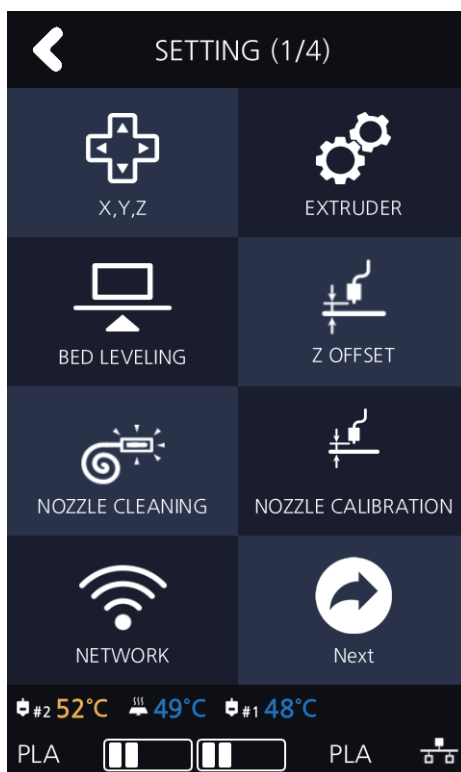 SETTING (1/4)
X,Y,Z
EXTRUDER
BED LEVELING
Z OFFSET
NOZZLE CLEANING
NOZZLE CALIBRATION
NETWORK
Next
#2 52°C 49°C #1 48°C
PLA PLA